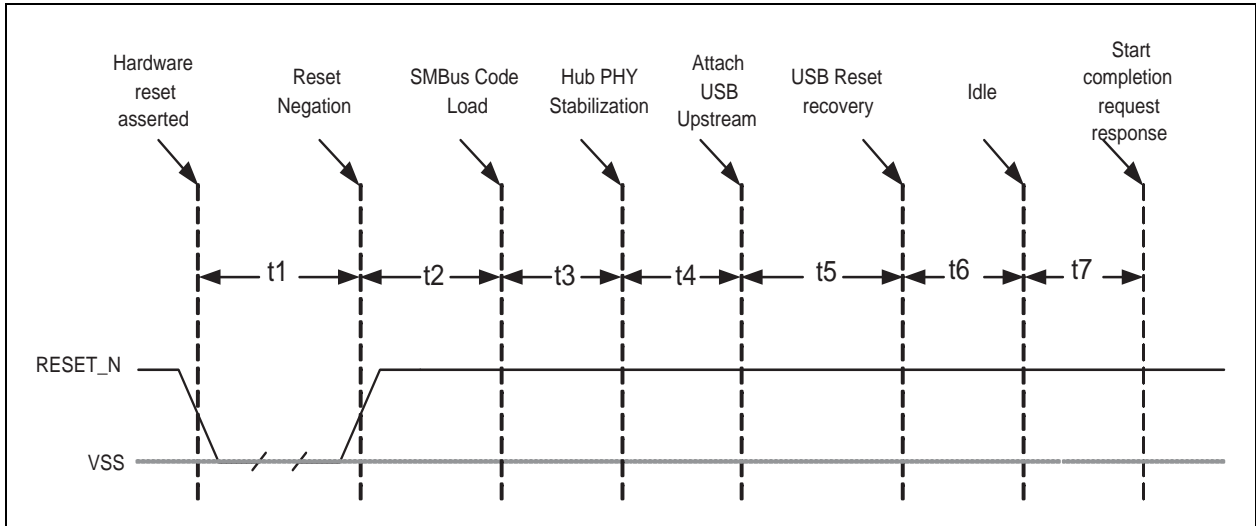 Hardware
reset
asserted
Reset
Negation
SMBus Code
Load
Hub PHY
Stabilization
Attach
USB
Upstream
USB Reset
recovery
Idle
Start
completion
request
response
t1
t2
t3
t4
t5
t6
t7
RESET_N
VSS